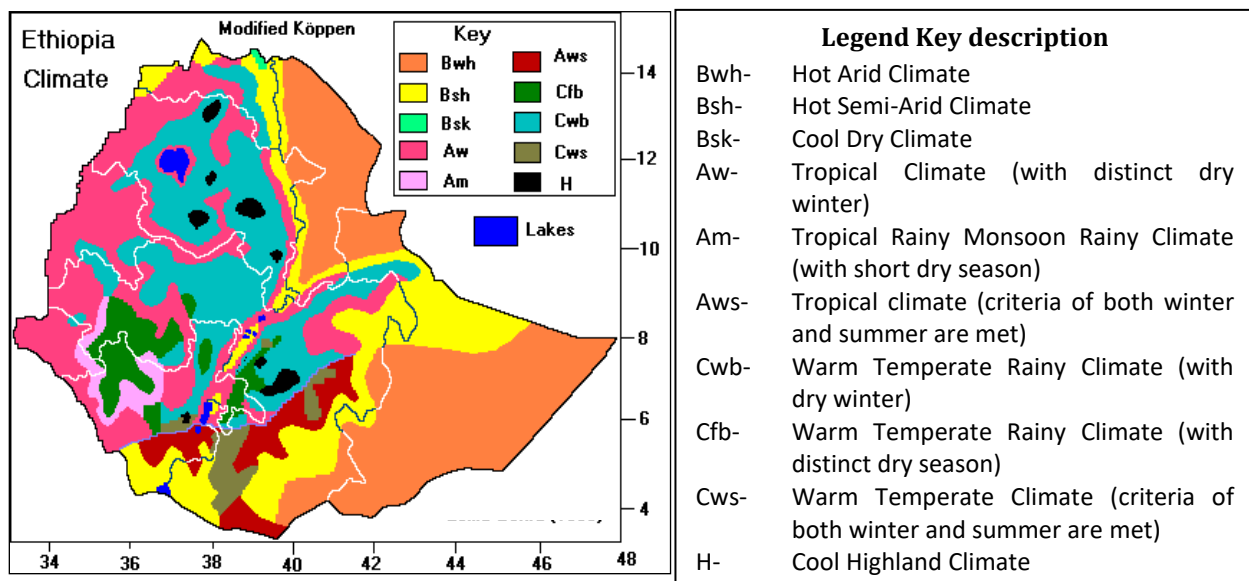 Ethiopia
Climate
Modified Köppen
Key
Bwh
Aws
Bsh
Cfb
Bsk
Cwb
Aw
Cws
Am
H
Lakes
14
12
10
8
6
4
34 36 38 40 42 44 46 48
Legend Key description
Bwh- Hot Arid Climate
Bsh- Hot Semi-Arid Climate
Bsk- Cool Dry Climate
Aw- Tropical Climate (with distinct dry
winter)
Am- Tropical Rainy Monsoon Rainy Climate
(with short dry season)
Aws- Tropical climate (criteria of both winter
and summer are met)
Cwb- Warm Temperate Rainy Climate (with
dry winter)
Cfb- Warm Temperate Rainy Climate (with
distinct dry season)
Cws- Warm Temperate Climate (criteria of
both winter and summer are met)
H- Cool Highland Climate